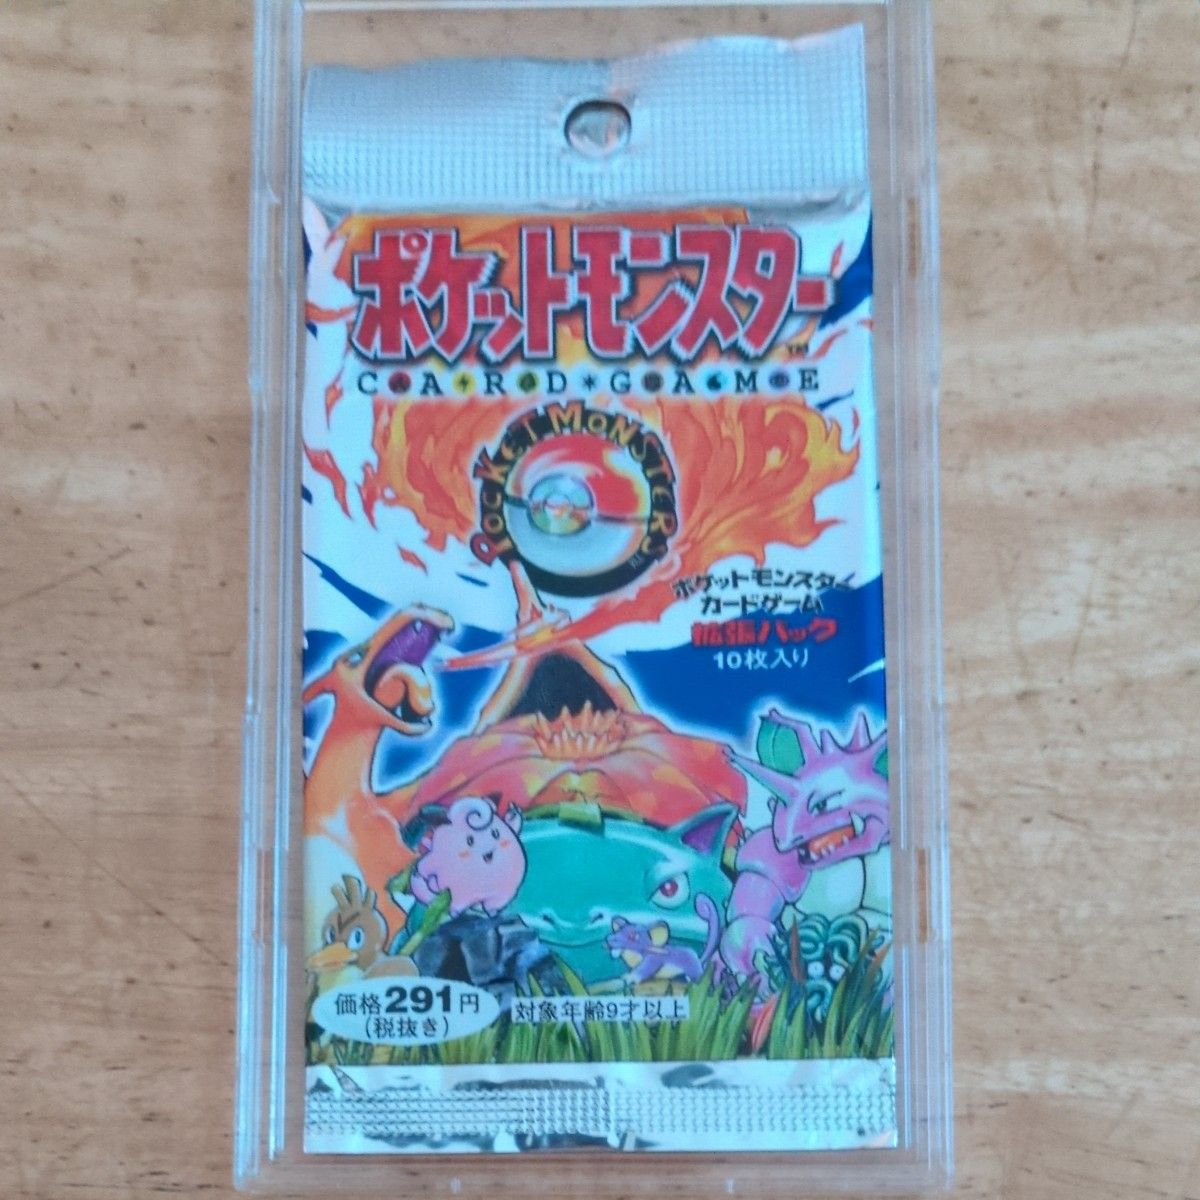 ポケットモンスター
TM
CARD GAME
POCKET MONSTERS
ポケットモンスター
カードゲーム
拡張パック
10枚入り
価格291円
(税抜き)
対象年齢9才以上